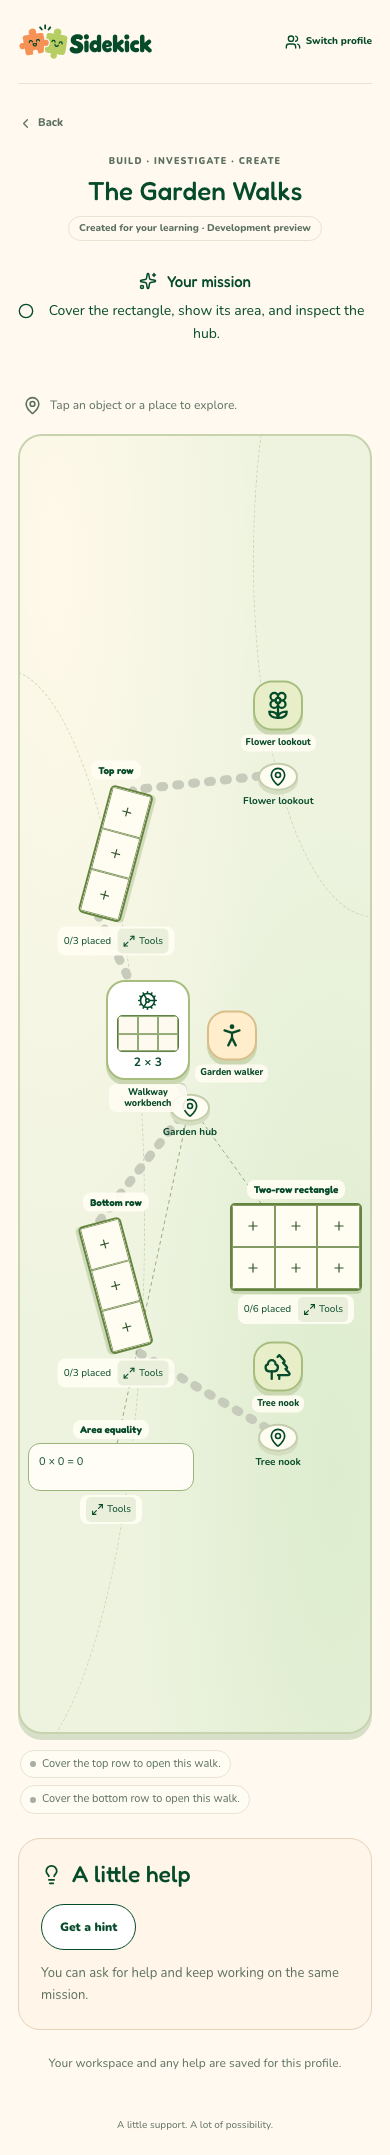 Sidekick
Switch profile
Back
BUILD · INVESTIGATE · CREATE
The Garden Walks
Created for your learning · Development preview
Your mission
Cover the rectangle, show its area, and inspect the
hub.
Tap an object or a place to explore.
Flower lookout
Top row
Flower lookout
+
+
+
0/3 placed
Tools
2 × 3
Garden walker
Walkway
workbench
Garden hub
Two-row rectangle
Bottom row
+ + +
+ + +
+
+
+
0/6 placed
Tools
0/3 placed
Tools
Tree nook
Area equality
Tree nook
0 × 0 = 0
Tools
Cover the top row to open this walk.
Cover the bottom row to open this walk.
A little help
Get a hint
You can ask for help and keep working on the same
mission.
Your workspace and any help are saved for this profile.
A little support. A lot of possibility.